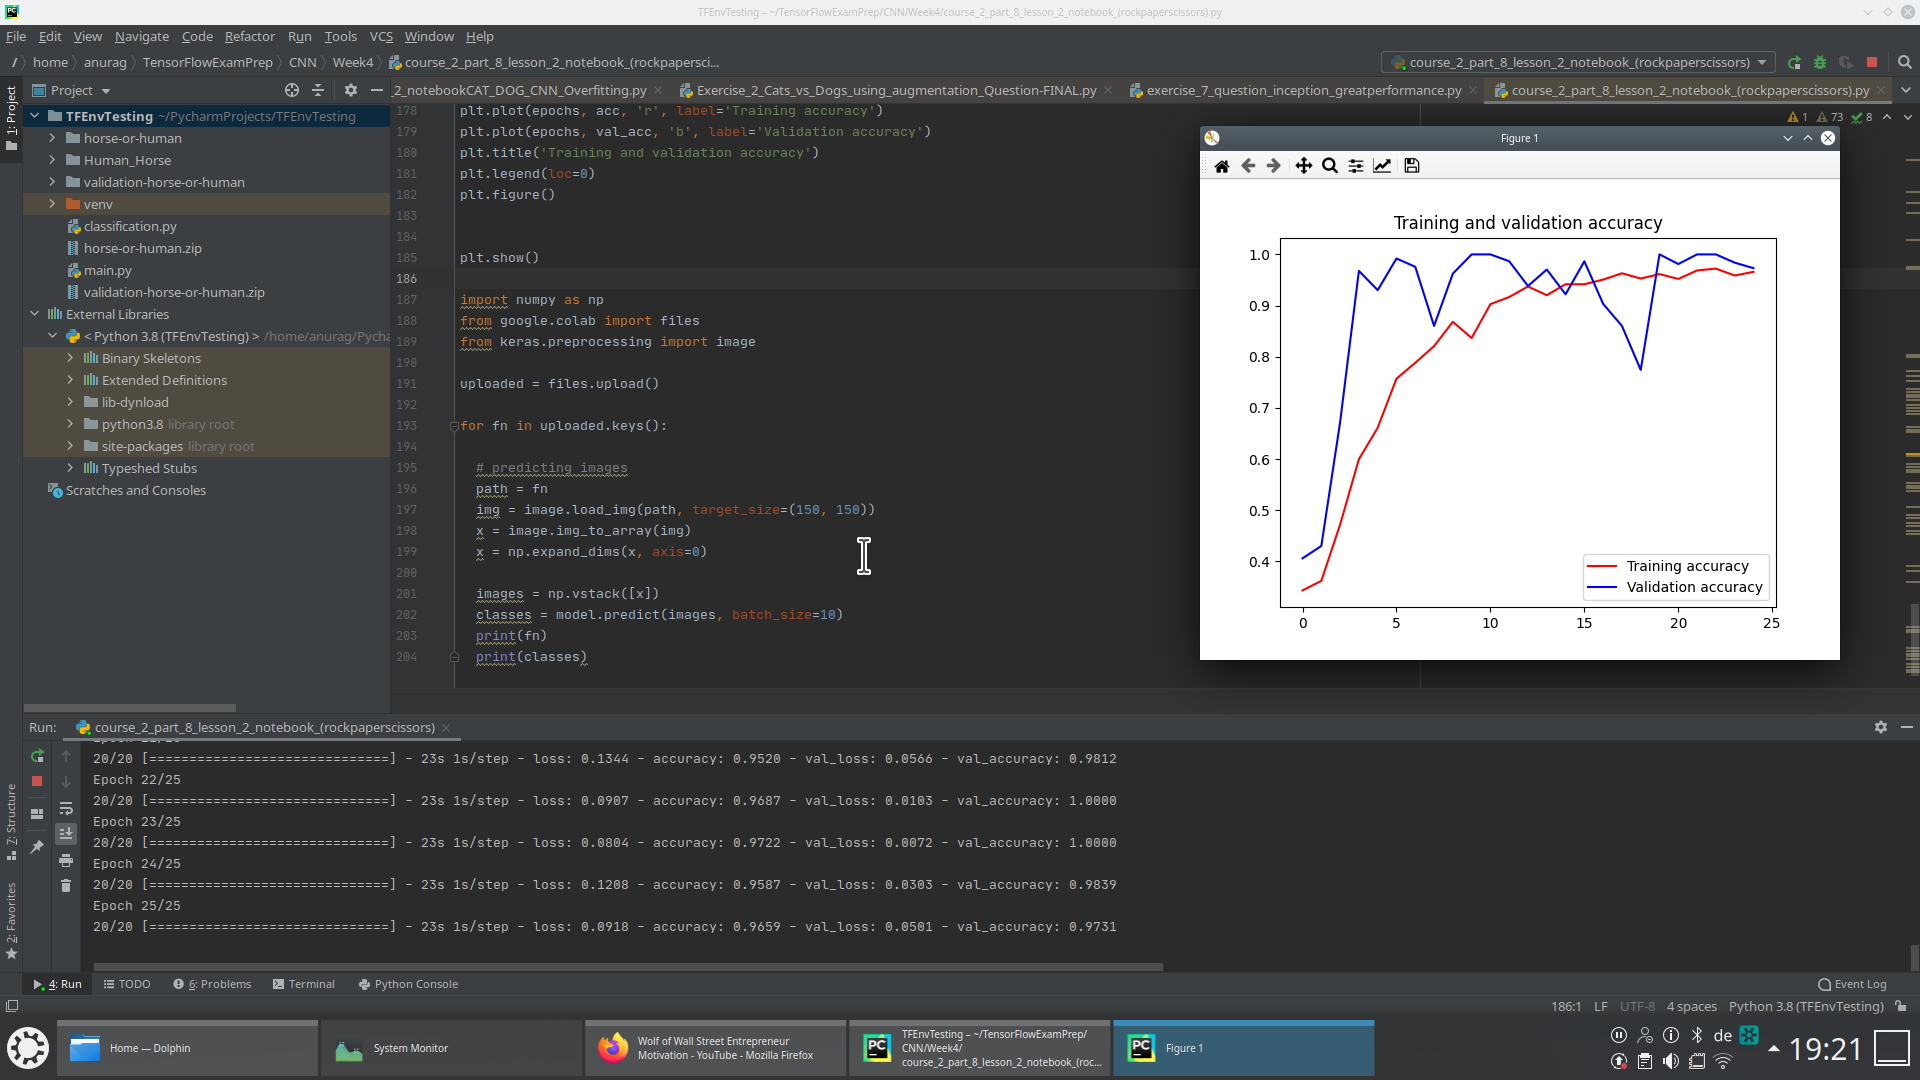 TFEnvTesting – ~/TensorFlowExamPrep/CNN/Week4/course_2_part_8_lesson_2_notebook_(rockpaperscissors).py
File Edit View Navigate Code Refactor Run Tools VCS Window Help
/ home anurag TensorFlowExamPrep CNN Week4 course_2_part_8_lesson_2_notebook_(rockpapersci...
course_2_part_8_lesson_2_notebook_(rockpaperscissors)
1: Project
Project
_2_notebookCAT_DOG_CNN_Overfitting.py
Exercise_2_Cats_vs_Dogs_using_augmentation_Question-FINAL.py
exercise_7_question_inception_greatperformance.py
course_2_part_8_lesson_2_notebook_(rockpaperscissors).py
TFEnvTesting ~/PycharmProjects/TFEnvTesting
horse-or-human
Human_Horse
validation-horse-or-human
venv
classification.py
horse-or-human.zip
main.py
validation-horse-or-human.zip
External Libraries
< Python 3.8 (TFEnvTesting) > /home/anurag/Pycha
Binary Skeletons
Extended Definitions
lib-dynload
python3.8 library root
site-packages library root
Typeshed Stubs
Scratches and Consoles
1 73 8
178 plt.plot(epochs, acc, 'r', label='Training accuracy')
179 plt.plot(epochs, val_acc, 'b', label='Validation accuracy')
180 plt.title('Training and validation accuracy')
181 plt.legend(loc=0)
182 plt.figure()
183
184
185 plt.show()
186
187 import numpy as np
188 from google.colab import files
189 from keras.preprocessing import image
190
191 uploaded = files.upload()
192
193 for fn in uploaded.keys():
194
195 # predicting images
196 path = fn
197 img = image.load_img(path, target_size=(150, 150))
198 x = image.img_to_array(img)
199 x = np.expand_dims(x, axis=0)
200
201 images = np.vstack([x])
202 classes = model.predict(images, batch_size=10)
203 print(fn)
204 print(classes)
Figure 1
Training and validation accuracy
1.0
0.9
0.8
0.7
0.6
0.5
0.4
0 5 10 15 20 25
Training accuracy
Validation accuracy
Run: course_2_part_8_lesson_2_notebook_(rockpaperscissors)
20/20 [==============================] - 23s 1s/step - loss: 0.1344 - accuracy: 0.9520 - val_loss: 0.0566 - val_accuracy: 0.9812
Epoch 22/25
20/20 [==============================] - 23s 1s/step - loss: 0.0907 - accuracy: 0.9687 - val_loss: 0.0103 - val_accuracy: 1.0000
Epoch 23/25
20/20 [==============================] - 23s 1s/step - loss: 0.0804 - accuracy: 0.9722 - val_loss: 0.0072 - val_accuracy: 1.0000
Epoch 24/25
20/20 [==============================] - 23s 1s/step - loss: 0.1208 - accuracy: 0.9587 - val_loss: 0.0303 - val_accuracy: 0.9839
Epoch 25/25
20/20 [==============================] - 23s 1s/step - loss: 0.0918 - accuracy: 0.9659 - val_loss: 0.0501 - val_accuracy: 0.9731
7: Structure
2: Favorites
4: Run TODO 6: Problems Terminal Python Console Event Log
186:1 LF UTF-8 4 spaces Python 3.8 (TFEnvTesting)
Home — Dolphin
System Monitor
Wolf of Wall Street Entrepreneur
Motivation - YouTube - Mozilla Firefox
TFEnvTesting – ~/TensorFlowExamPrep/
CNN/Week4/
course_2_part_8_lesson_2_notebook_(roc...
Figure 1
de
19:21